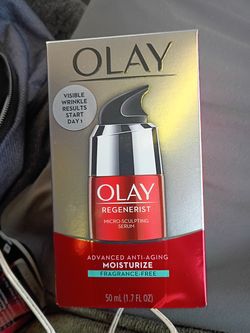 OLAY
VISIBLE
WRINKLE
RESULTS
START
DAY 1
OLAY
REGENERIST
MICRO-SCULPTING
SERUM
ADVANCED ANTI-AGING
MOISTURIZE
FRAGRANCE-FREE
50 mL (1.7 FL OZ)